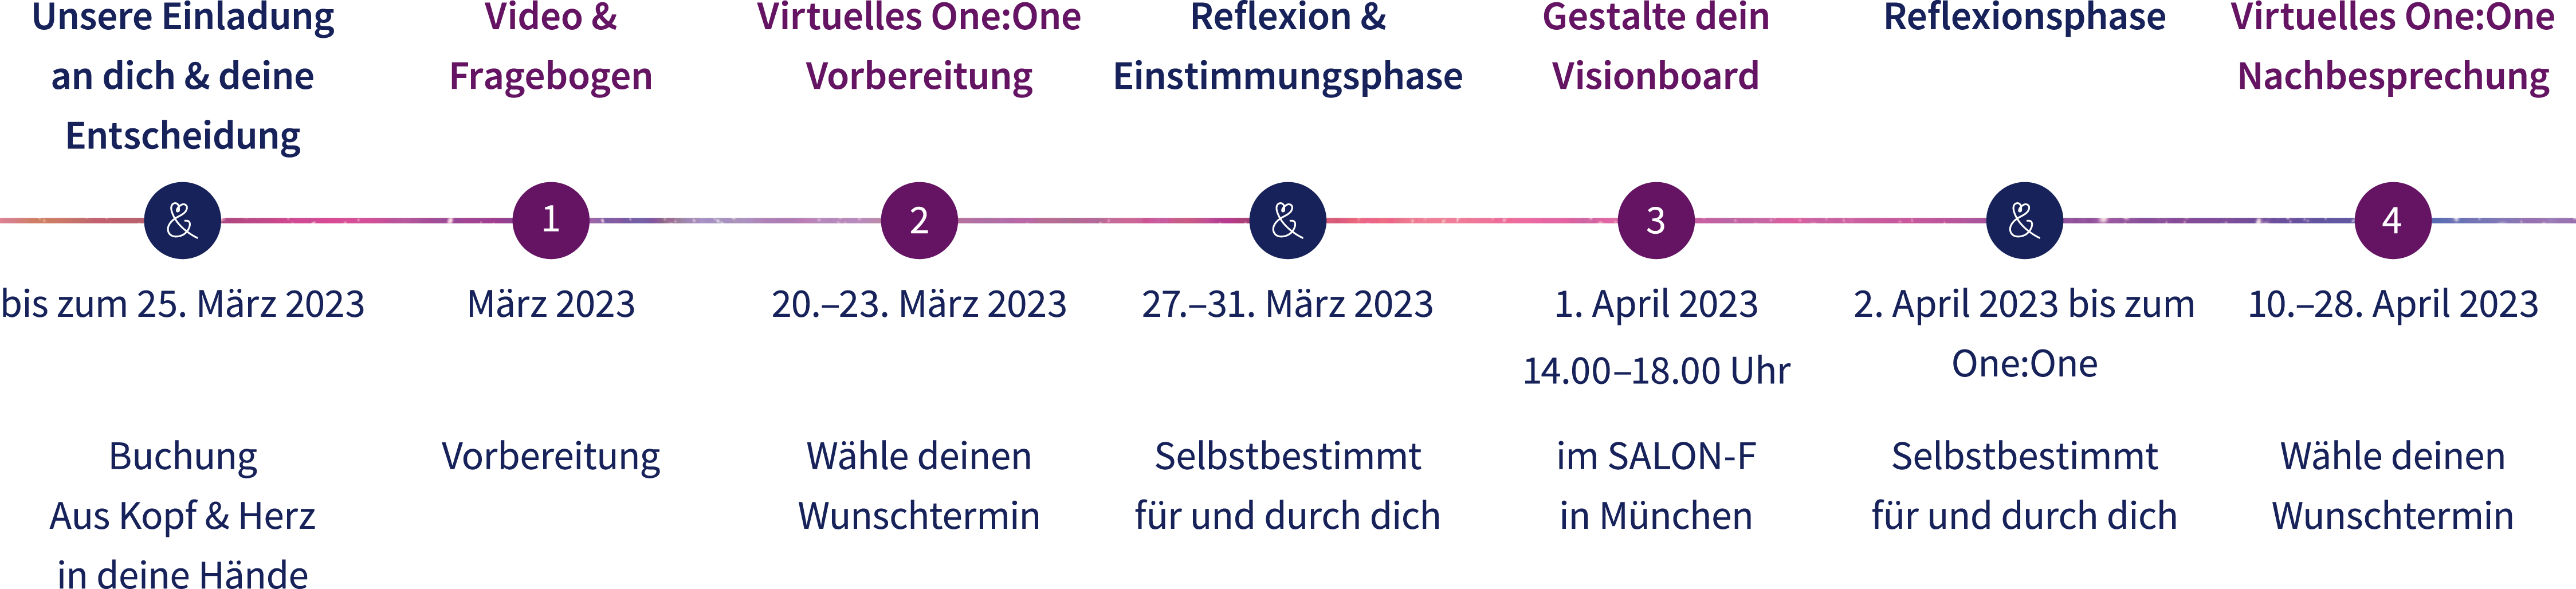 Unsere Einladung
an dich & deine
Entscheidung
&
bis zum 25. März 2023
Buchung
Aus Kopf & Herz
in deine Hände
Video &
Fragebogen
1
März 2023
Vorbereitung
Virtuelles One:One
Vorbereitung
2
20.–23. März 2023
Wähle deinen
Wunschtermin
Reflexion &
Einstimmungsphase
&
27.–31. März 2023
Selbstbestimmt
für und durch dich
Gestalte dein
Visionboard
3
1. April 2023
14.00–18.00 Uhr
im SALON-F
in München
Reflexionsphase
&
2. April 2023 bis zum
One:One
Selbstbestimmt
für und durch dich
Virtuelles One:One
Nachbesprechung
4
10.–28. April 2023
Wähle deinen
Wunschtermin